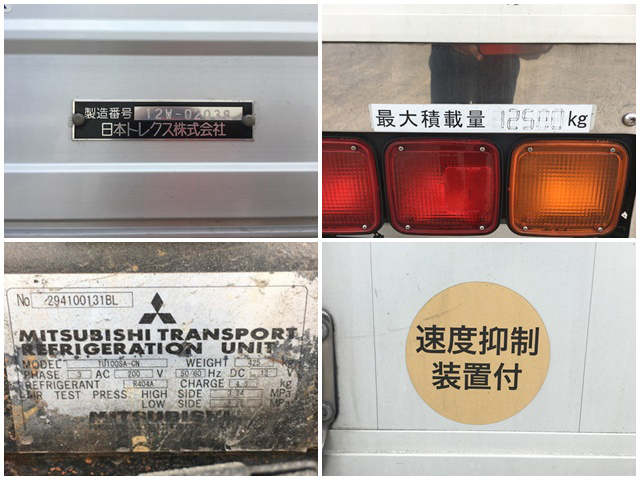 製造番号 12W-02038
日本トレクス株式会社
最大積載量 12500 kg
No 294100131BL
MITSUBISHI TRANSPORT
REFRIGERATION UNIT
MODEL TU100SA-CN WEIGHT 325 kg
PHASE 3 AC 200 V 50/60 Hz DC 12 V
REFRIGERANT R404A CHARGE kg
LMR TEST PRESS. HIGH SIDE MPa
LOW SIDE MPa
MITSUBISHI
速度抑制
装置付